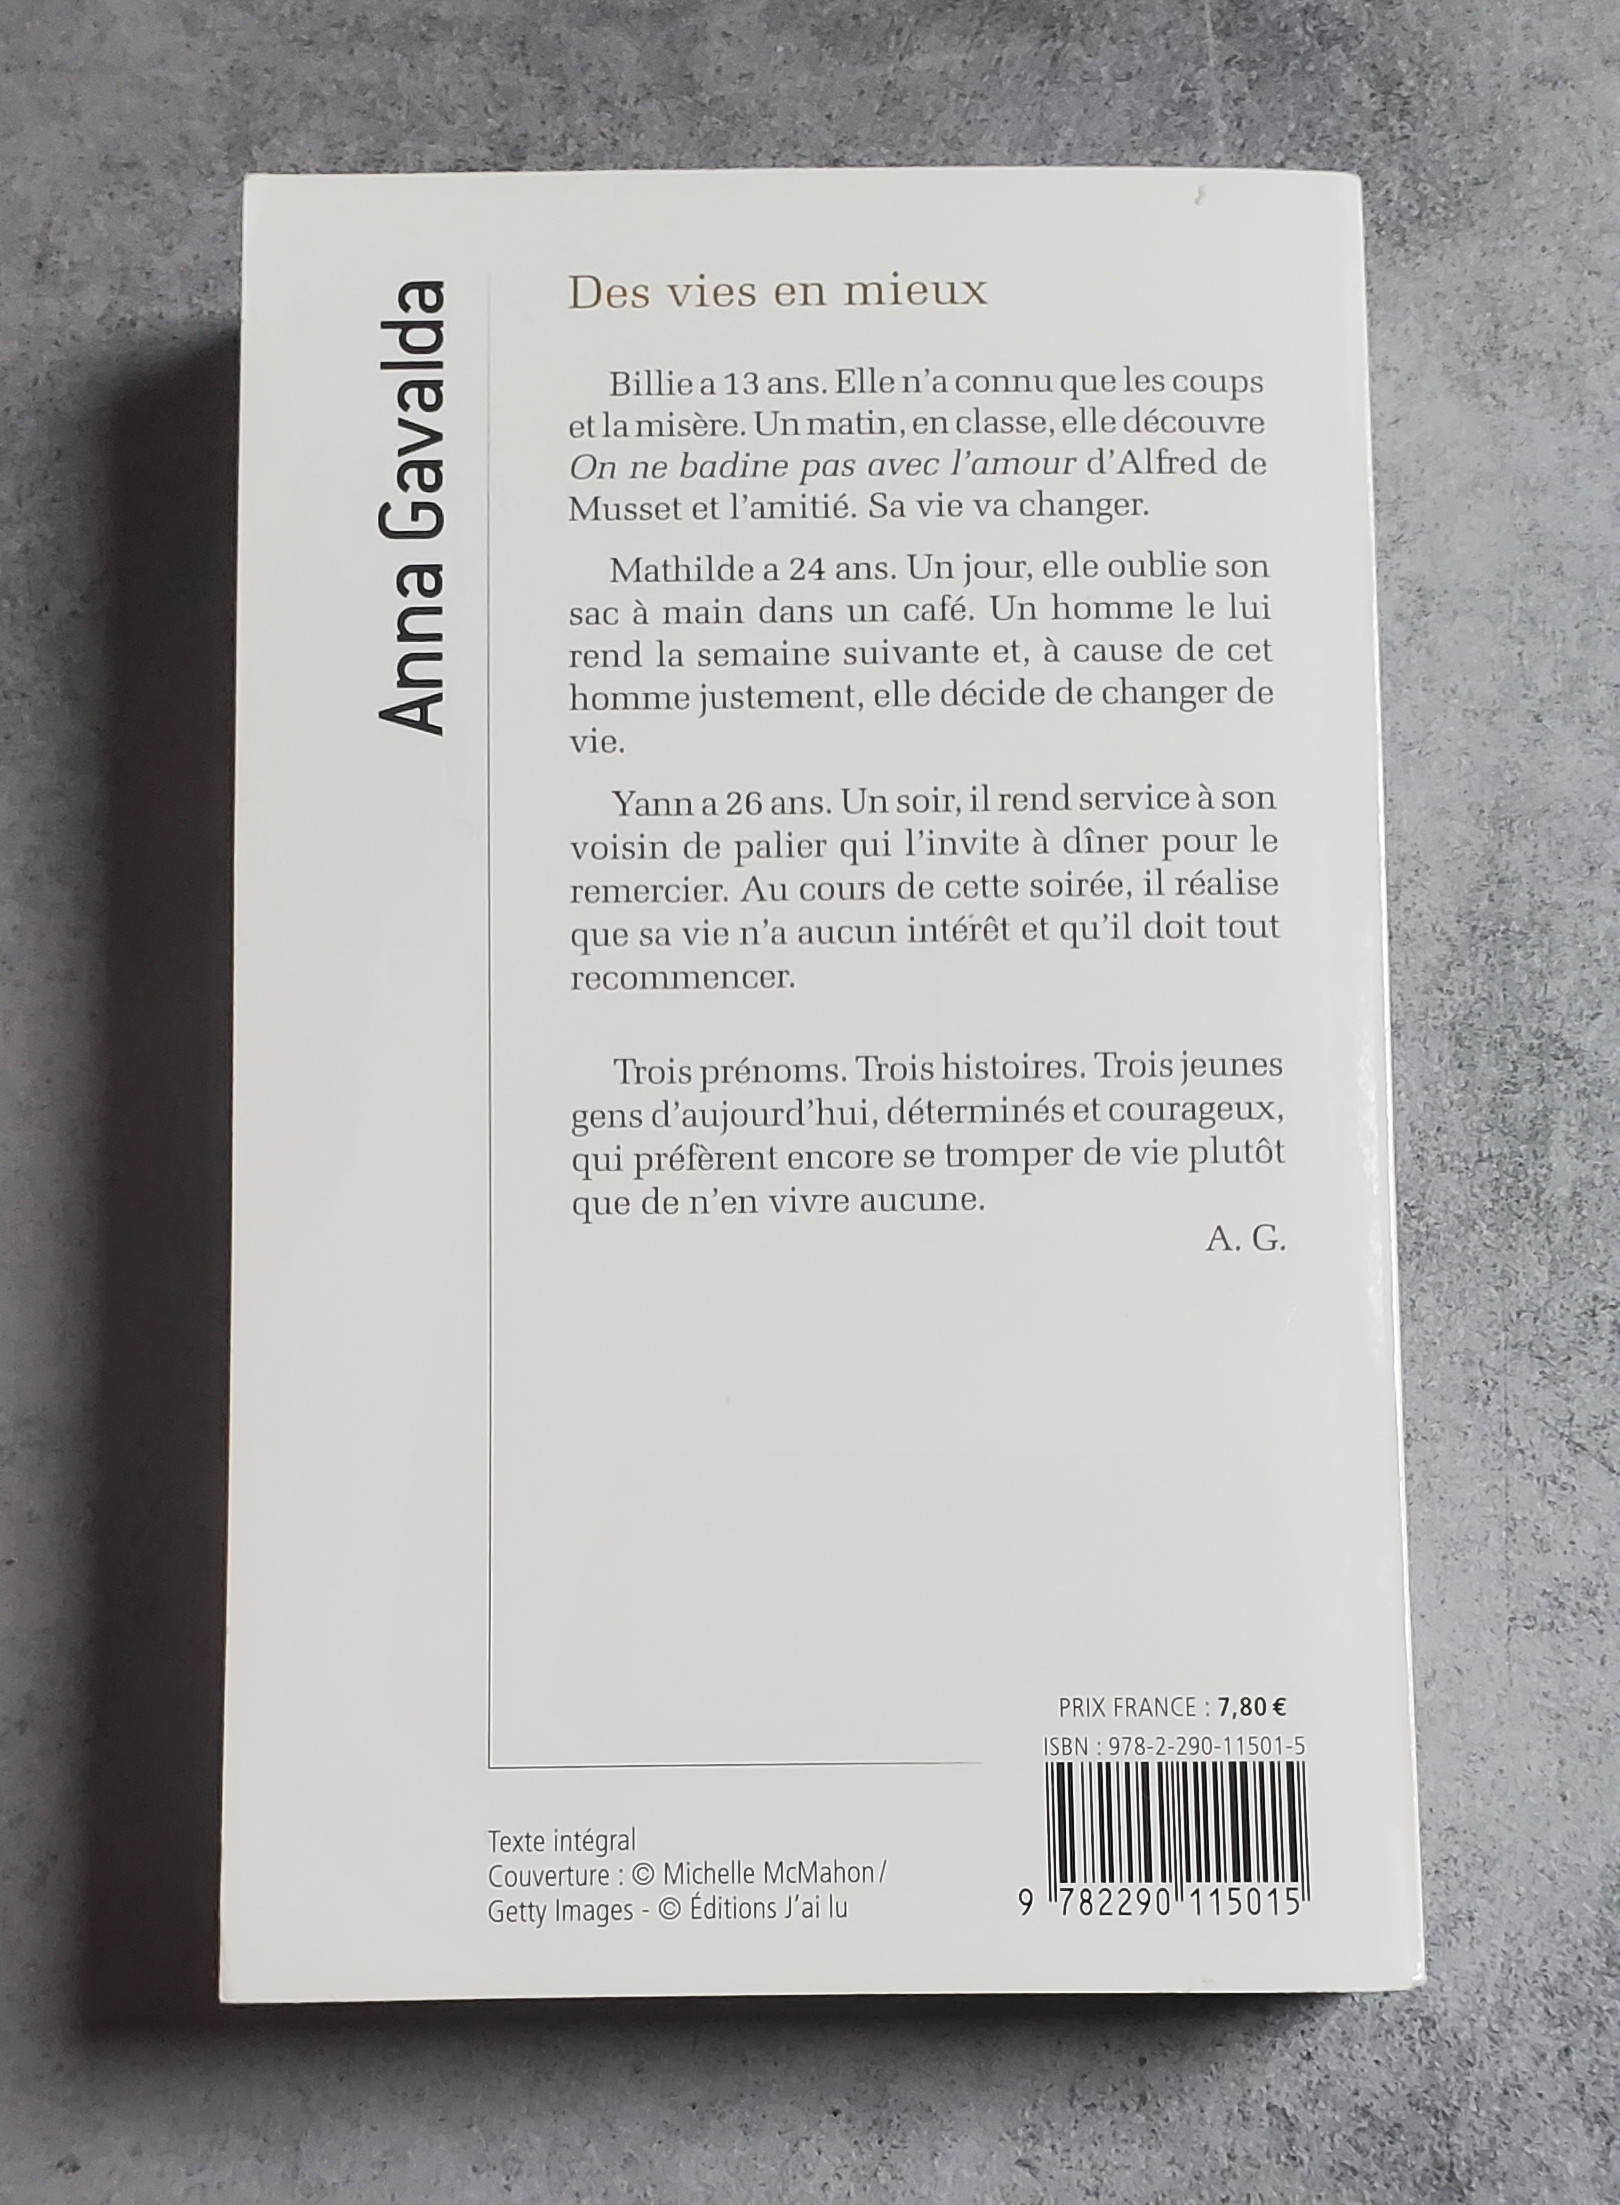 Anna Gavalda
Des vies en mieux
Billie a 13 ans. Elle n'a connu que les coups
et la misère. Un matin, en classe, elle découvre
On ne badine pas avec l'amour d'Alfred de
Musset et l'amitié. Sa vie va changer.
Mathilde a 24 ans. Un jour, elle oublie son
sac à main dans un café. Un homme le lui
rend la semaine suivante et, à cause de cet
homme justement, elle décide de changer de
vie.
Yann a 26 ans. Un soir, il rend service à son
voisin de palier qui l'invite à dîner pour le
remercier. Au cours de cette soirée, il réalise
que sa vie n'a aucun intérêt et qu'il doit tout
recommencer.
Trois prénoms. Trois histoires. Trois jeunes
gens d'aujourd'hui, déterminés et courageux,
qui préfèrent encore se tromper de vie plutôt
que de n'en vivre aucune.
A. G.
PRIX FRANCE : 7,80 €
ISBN : 978-2-290-11501-5
9 782290 115015
Texte intégral
Couverture : © Michelle McMahon /
Getty Images - © Éditions J'ai lu